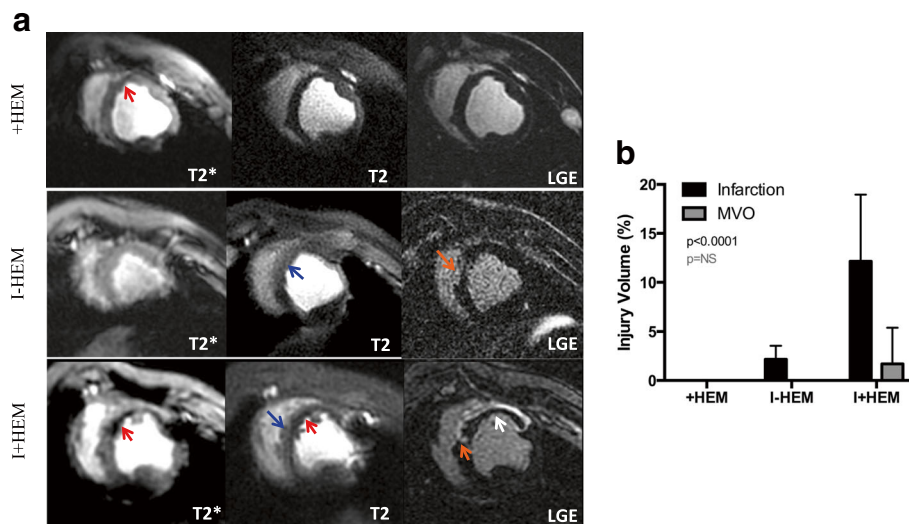 a
+HEM
T2*
T2
LGE
I-HEM
T2*
T2
LGE
I+HEM
T2*
T2
LGE
b
Injury Volume (%)
20
15
10
5
0
Infarction
MVO
p<0.0001
p=NS
+HEM
I-HEM
I+HEM